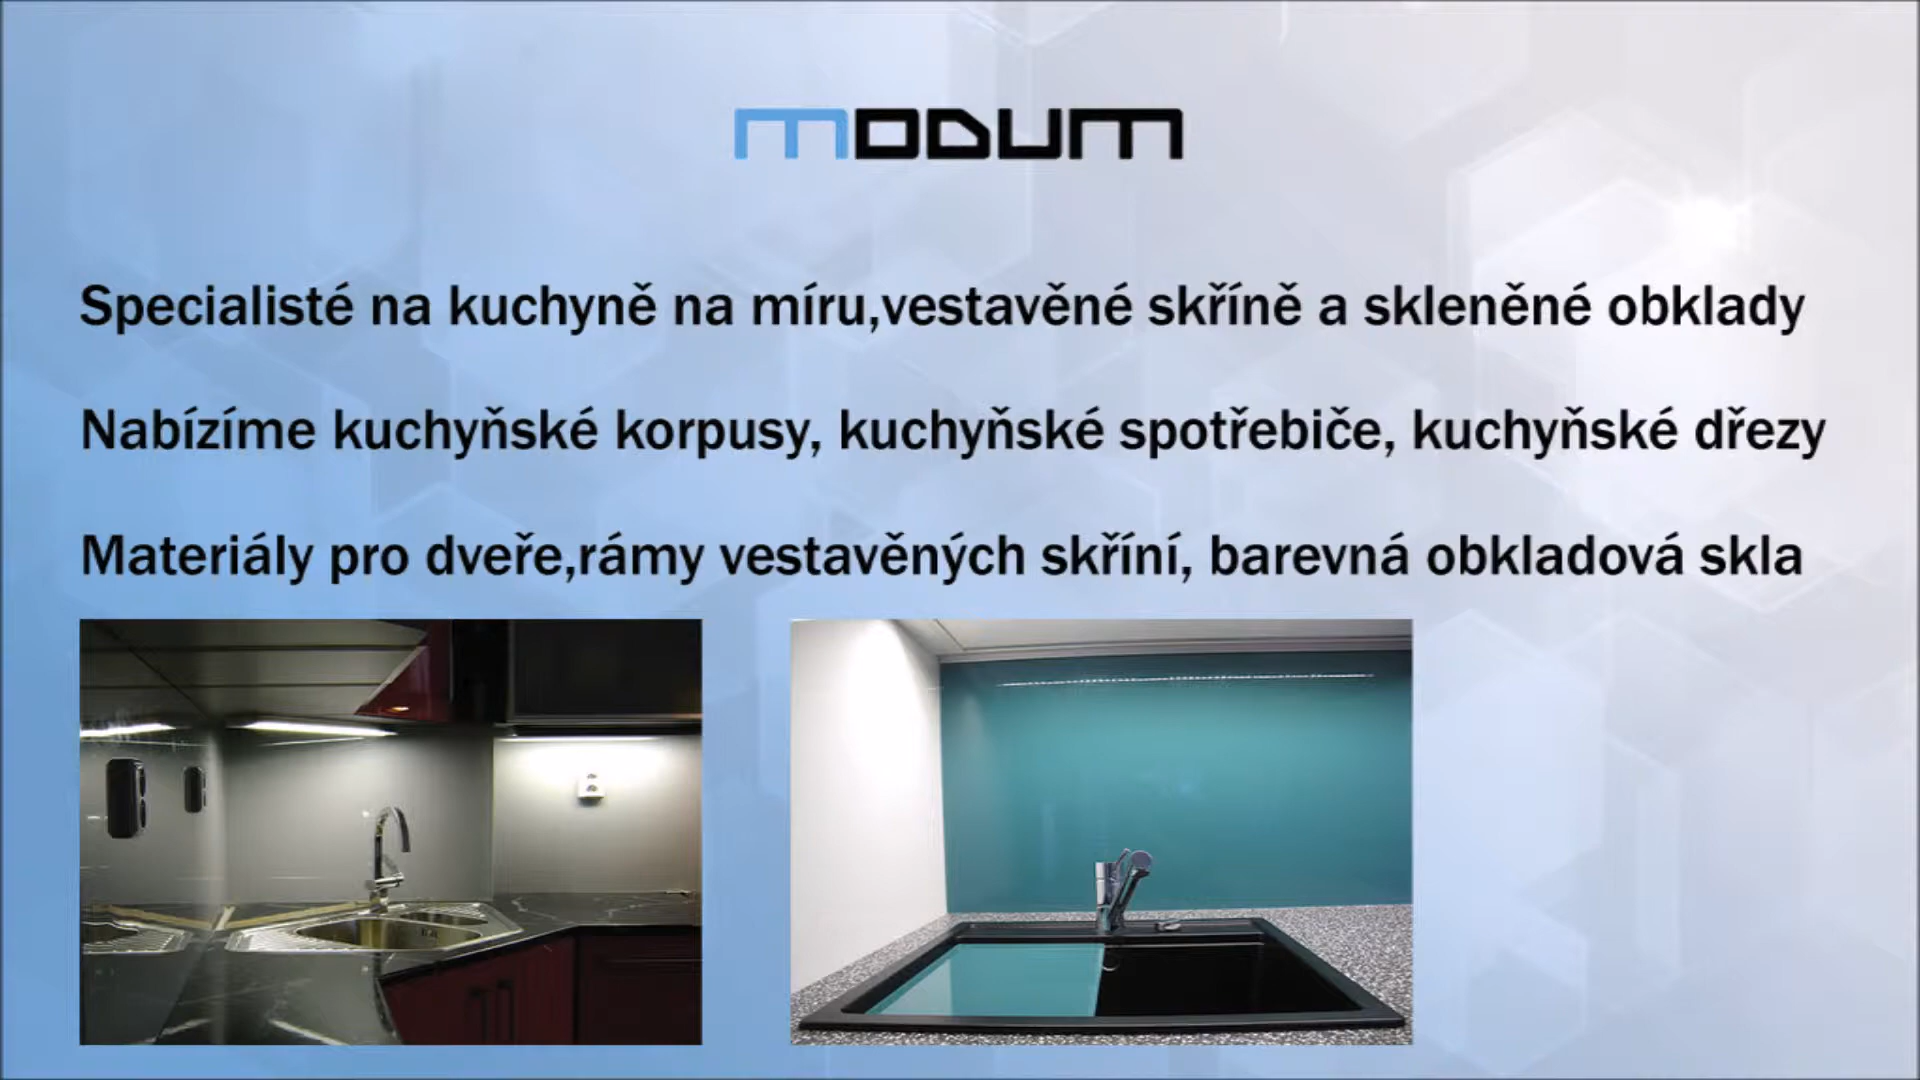 modum
Specialisté na kuchyně na míru,vestavěné skříně a skleněné obklady
Nabízíme kuchyňské korpusy, kuchyňské spotřebiče, kuchyňské dřezy
Materiály pro dveře,rámy vestavěných skříní, barevná obkladová skla